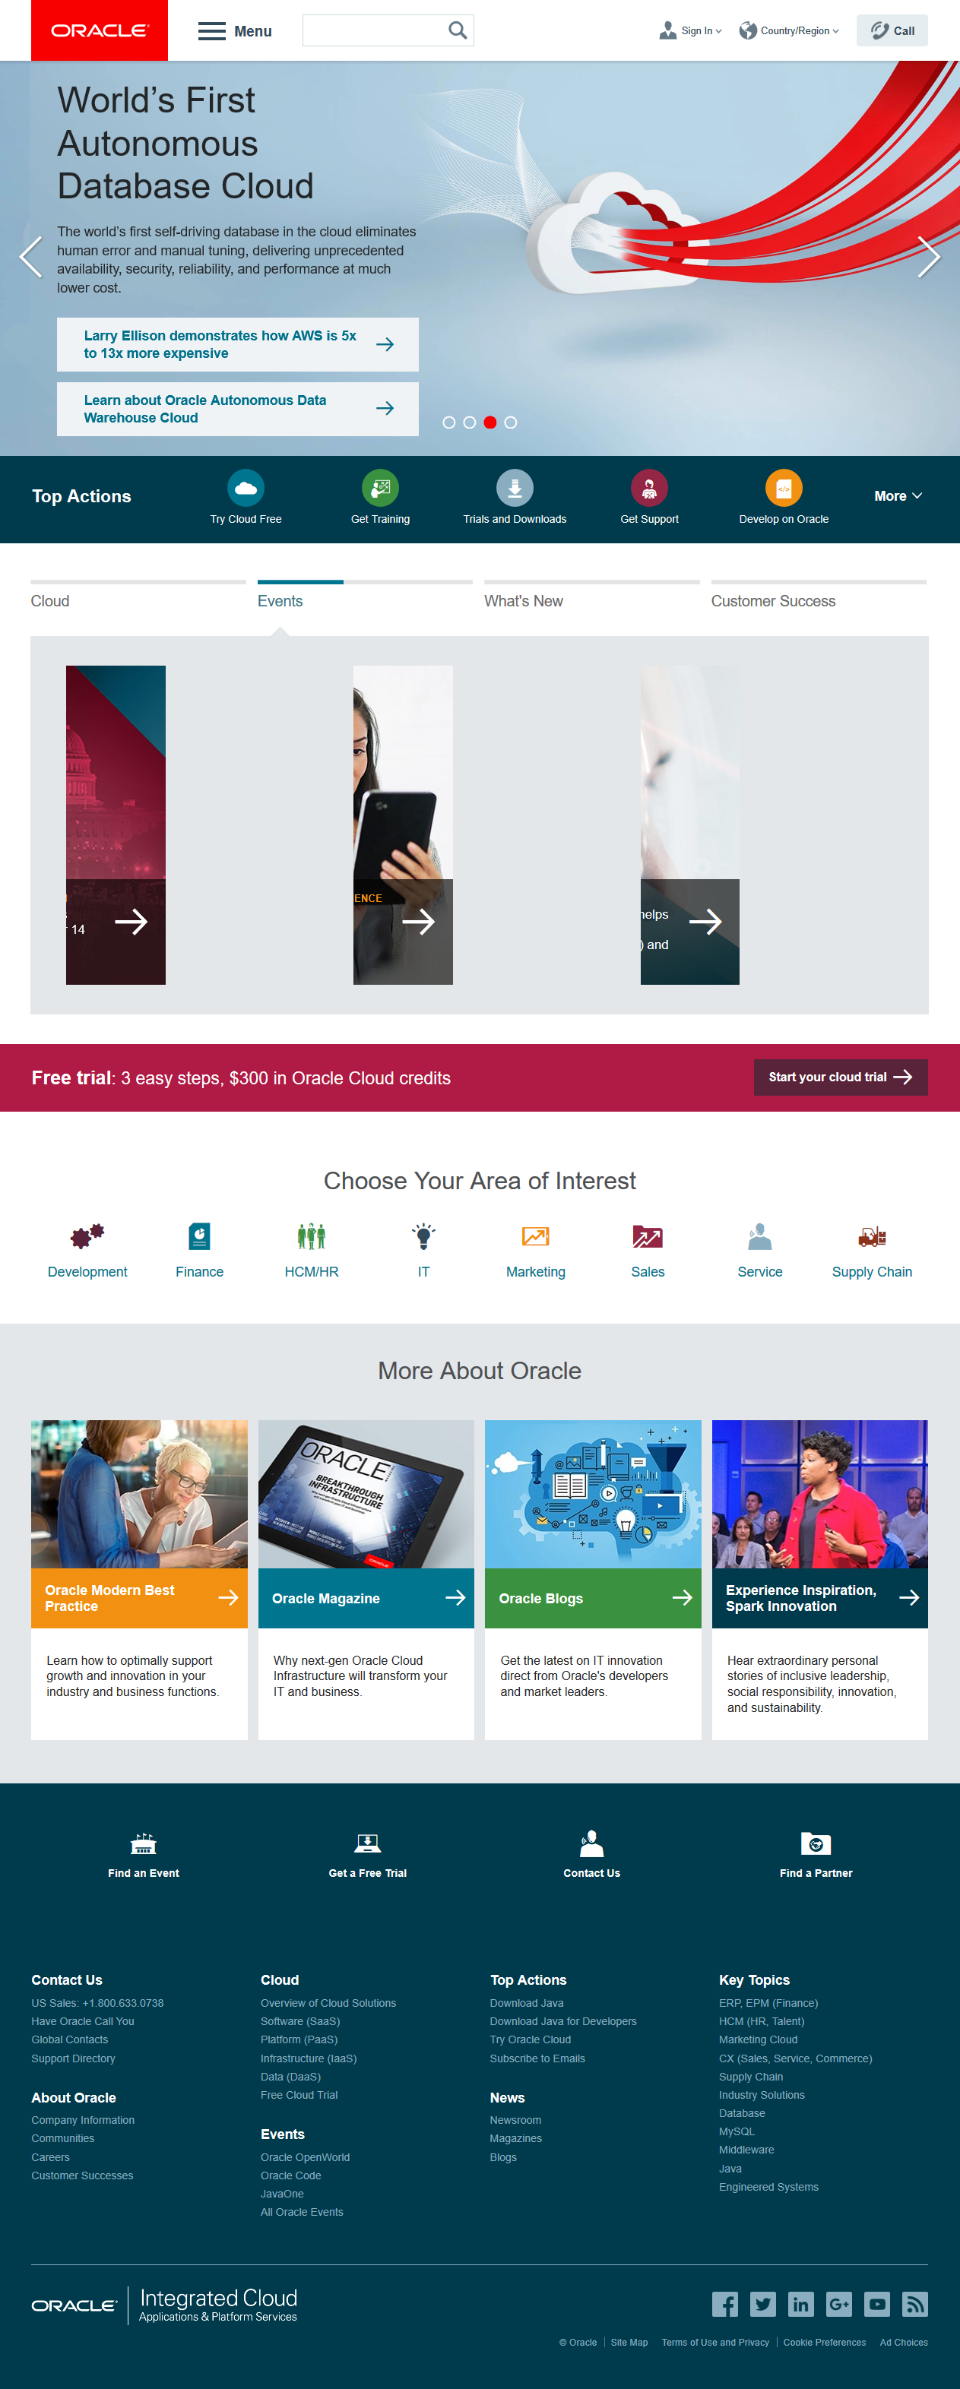 ORACLE
Menu
Sign In
Country/Region
Call
World's First
Autonomous
Database Cloud
The world's first self-driving database in the cloud eliminates
human error and manual tuning, delivering unprecedented
availability, security, reliability, and performance at much
lower cost.
Larry Ellison demonstrates how AWS is 5x
to 13x more expensive
Learn about Oracle Autonomous Data
Warehouse Cloud
Top Actions
Try Cloud Free
Get Training
Trials and Downloads
Get Support
Develop on Oracle
More
Cloud
Events
What's New
Customer Success
14
ENCE
helps
) and
Free trial: 3 easy steps, $300 in Oracle Cloud credits
Start your cloud trial
Choose Your Area of Interest
Development
Finance
HCM/HR
IT
Marketing
Sales
Service
Supply Chain
More About Oracle
ORACLE
BREAKTHROUGH
INFRASTRUCTURE
Oracle Modern Best
Practice
Oracle Magazine
Oracle Blogs
Experience Inspiration,
Spark Innovation
Learn how to optimally support
growth and innovation in your
industry and business functions.
Why next-gen Oracle Cloud
Infrastructure will transform your
IT and business.
Get the latest on IT innovation
direct from Oracle's developers
and market leaders.
Hear extraordinary personal
stories of inclusive leadership,
social responsibility, innovation,
and sustainability.
Find an Event
Get a Free Trial
Contact Us
Find a Partner
Contact Us
US Sales: +1.800.633.0738
Have Oracle Call You
Global Contacts
Support Directory
About Oracle
Company Information
Communities
Careers
Customer Successes
Cloud
Overview of Cloud Solutions
Software (SaaS)
Platform (PaaS)
Infrastructure (IaaS)
Data (DaaS)
Free Cloud Trial
Events
Oracle OpenWorld
Oracle Code
JavaOne
All Oracle Events
Top Actions
Download Java
Download Java for Developers
Try Oracle Cloud
Subscribe to Emails
News
Newsroom
Magazines
Blogs
Key Topics
ERP, EPM (Finance)
HCM (HR, Talent)
Marketing Cloud
CX (Sales, Service, Commerce)
Supply Chain
Industry Solutions
Database
MySQL
Middleware
Java
Engineered Systems
ORACLE
Integrated Cloud
Applications & Platform Services
© Oracle
Site Map
Terms of Use and Privacy
Cookie Preferences
Ad Choices